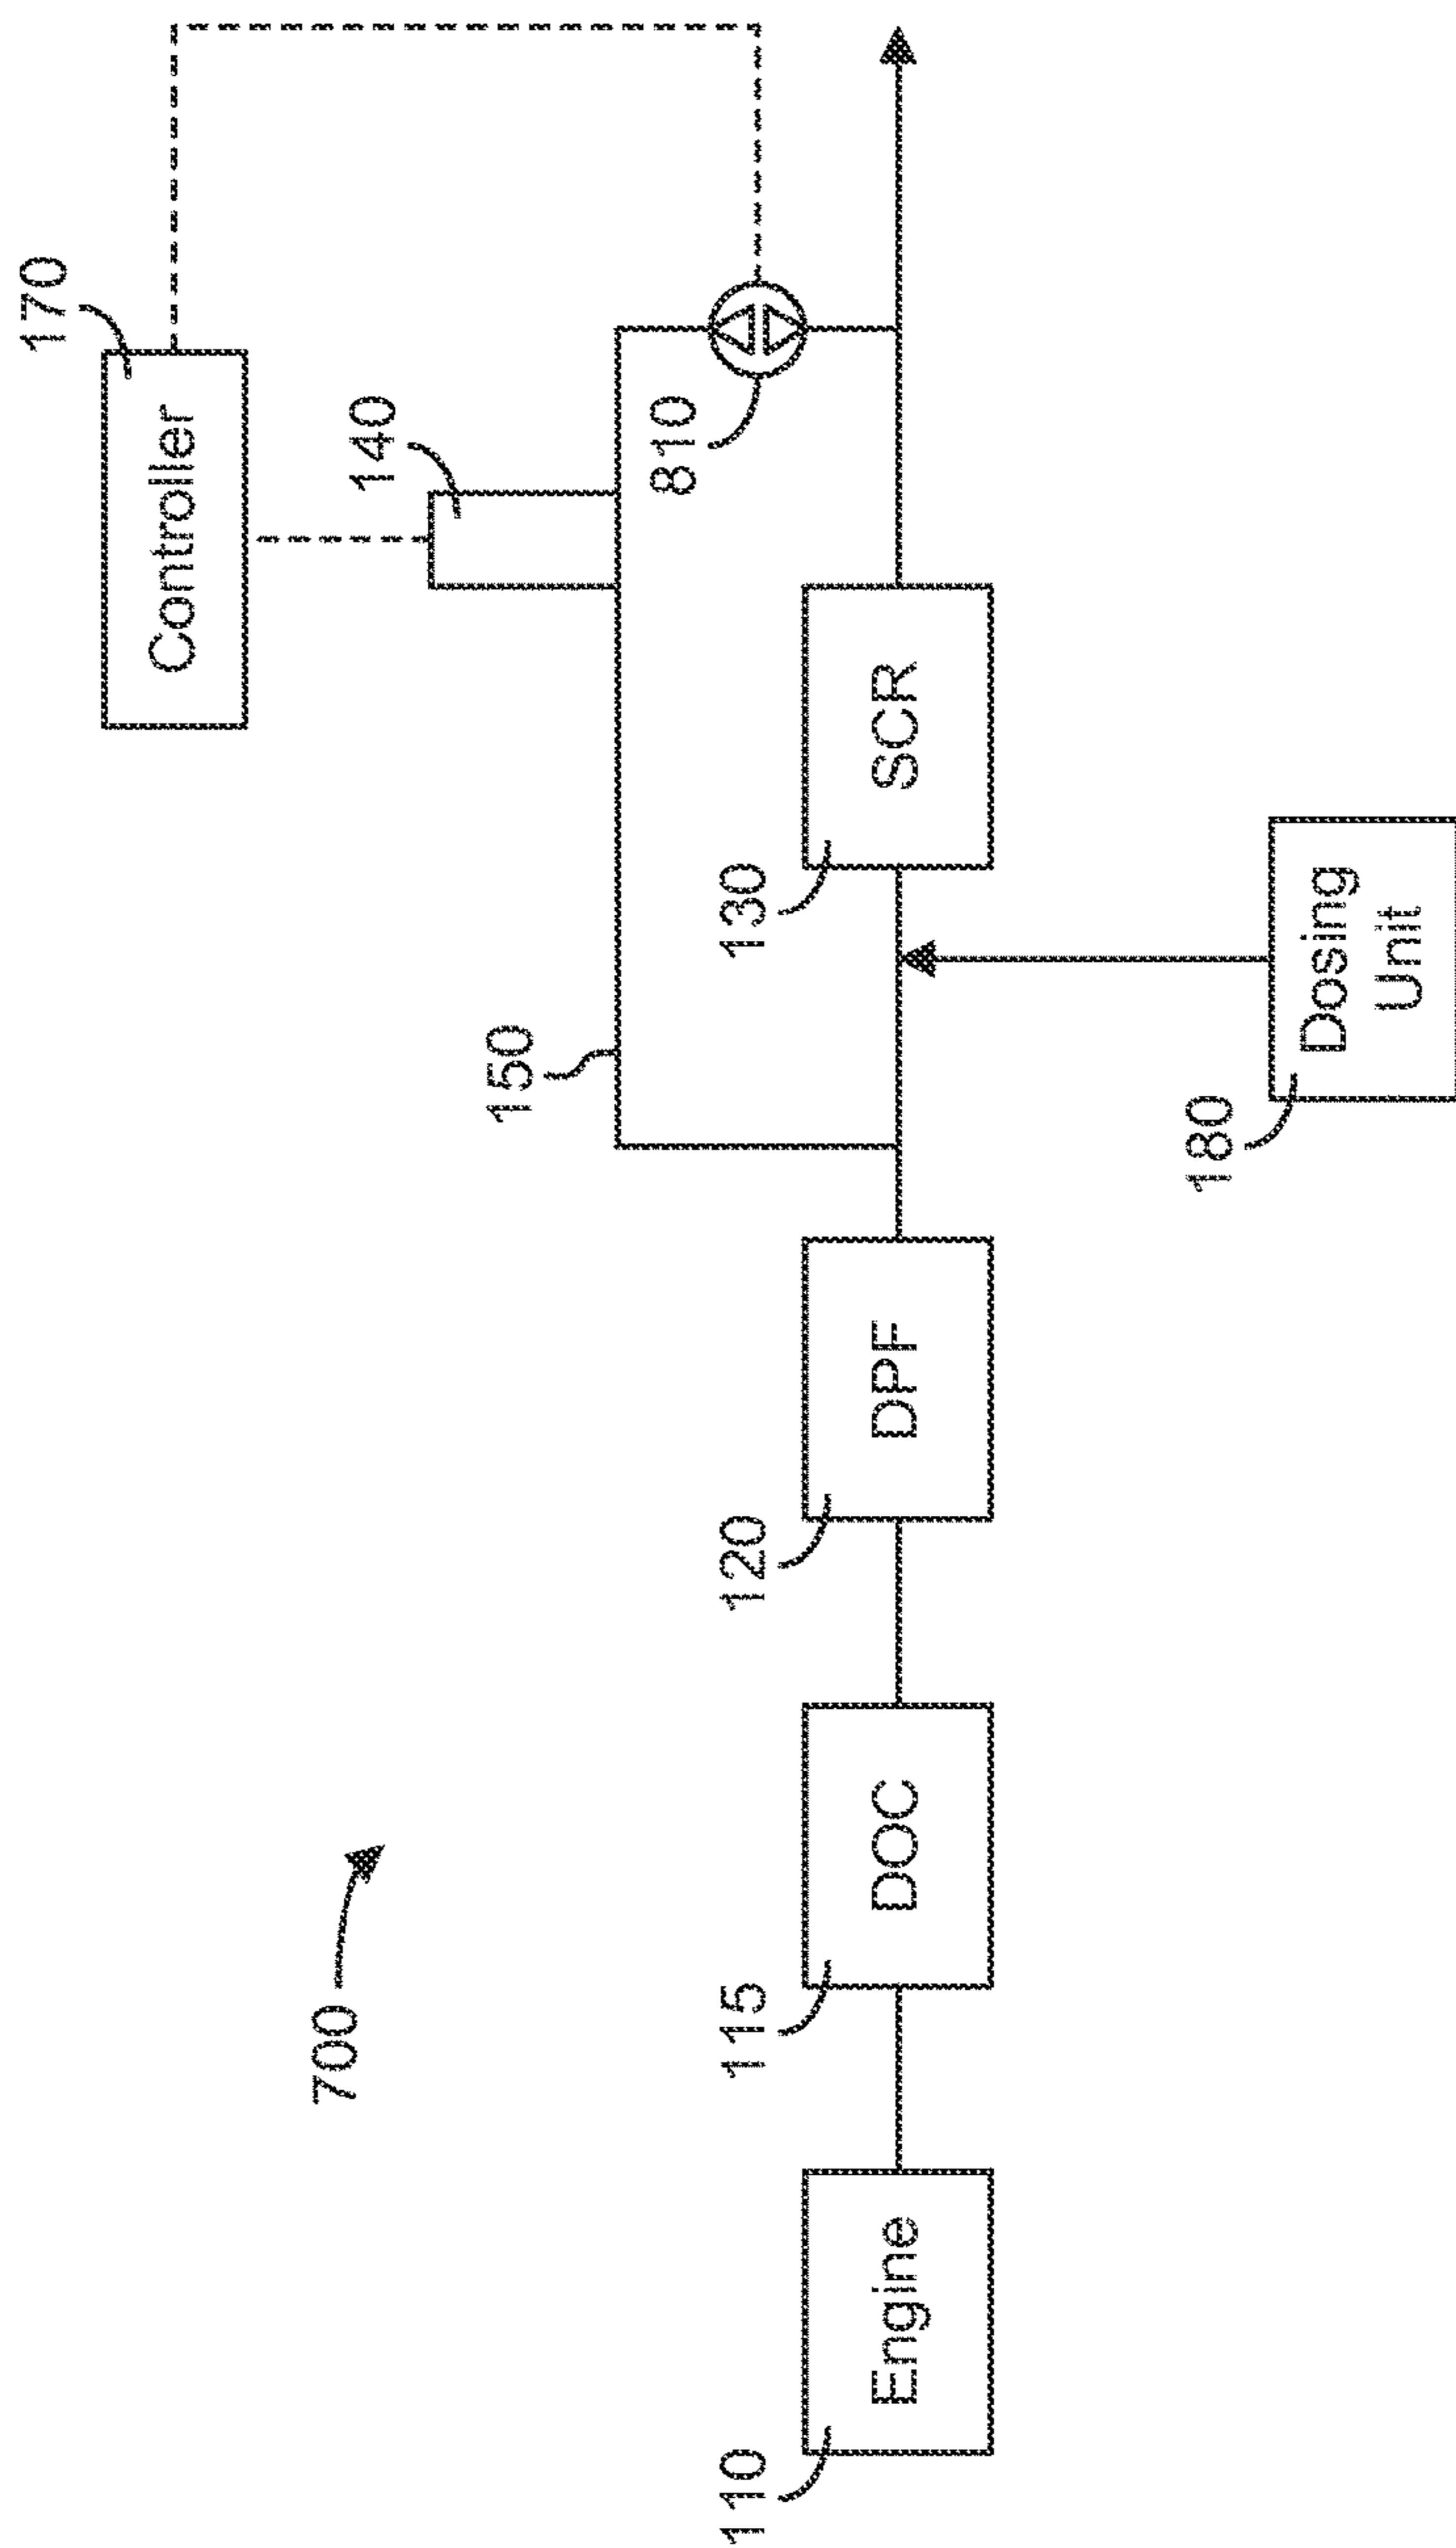 170
Controller
140
810
150
700
130
SCR
120
DPF
115
DOC
110
Engine
180
Dosing
Unit